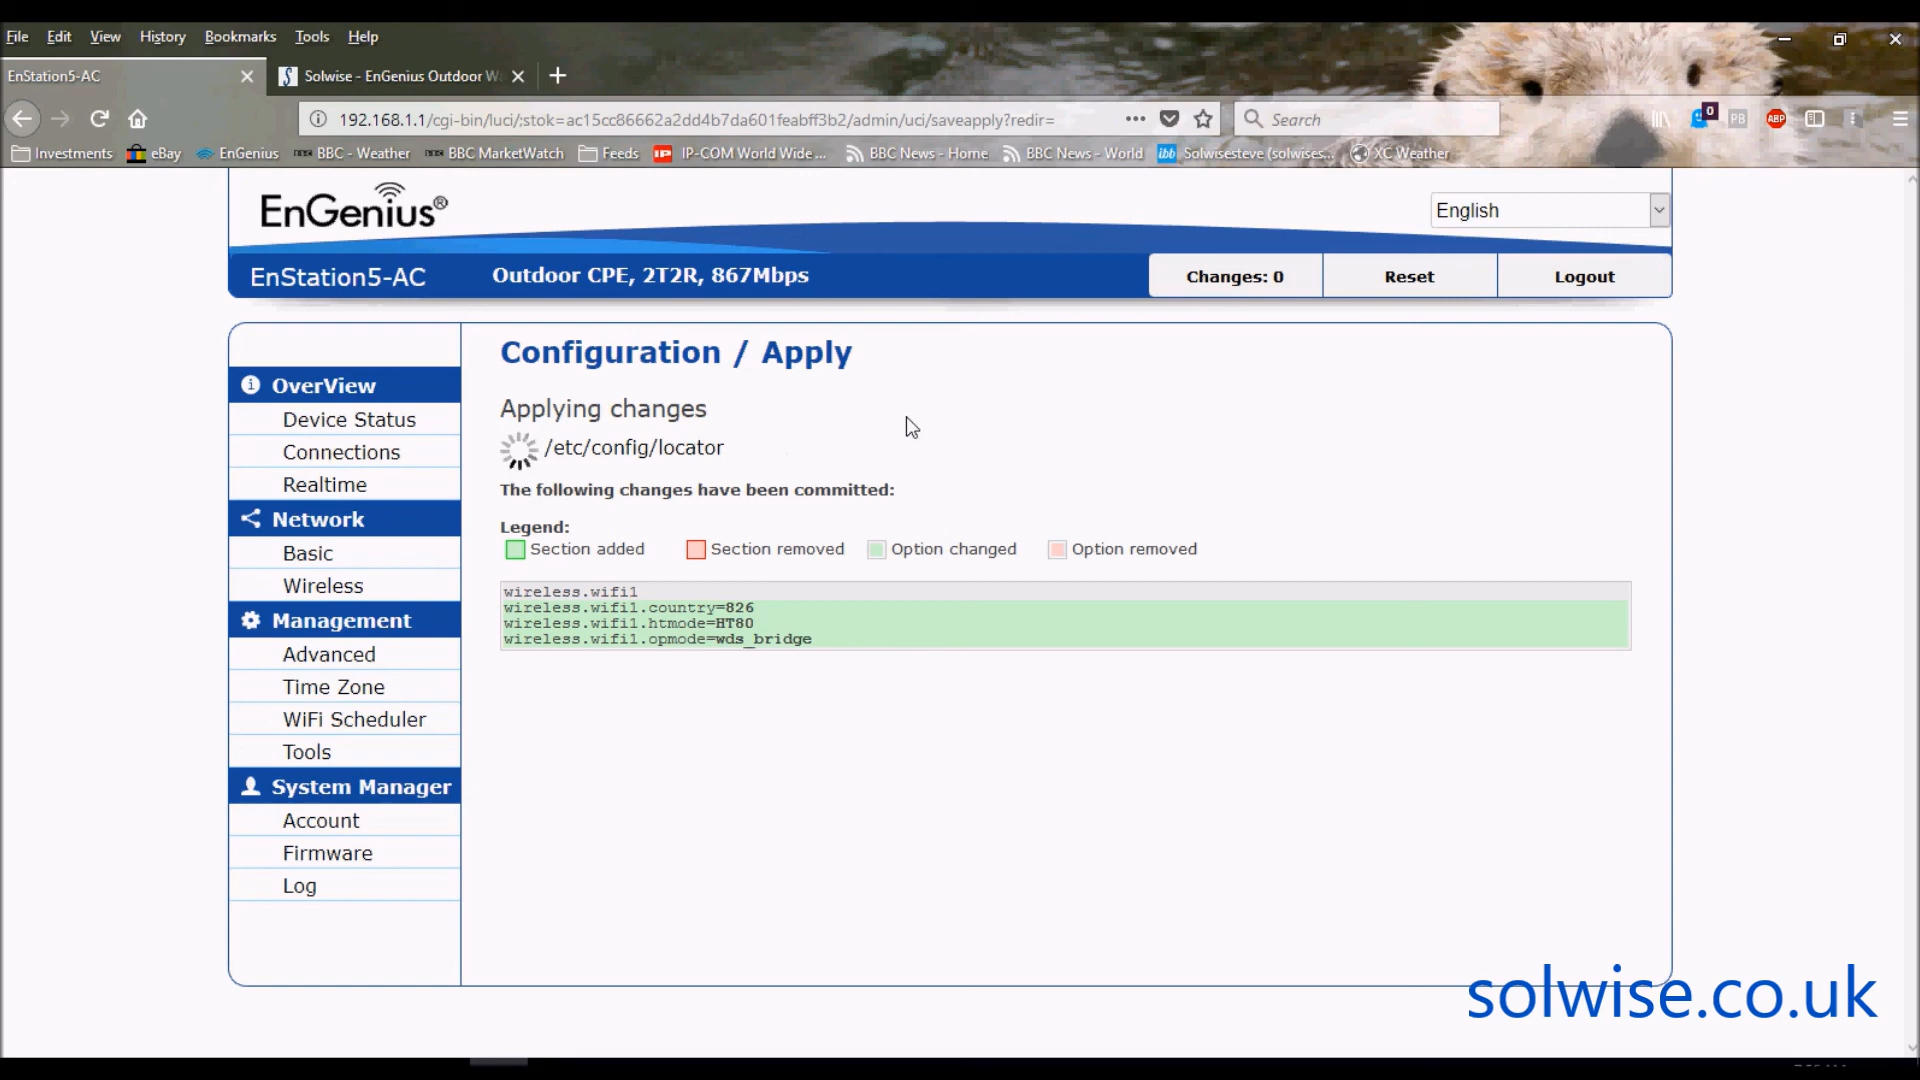 File Edit View History Bookmarks Tools Help
EnStation5-AC
Solwise - EnGenius Outdoor W
192.168.1.1/cgi-bin/luci/;stok=ac15cc86662a2dd4b7da601feabff3b2/admin/uci/saveapply?redir=
Search
0
PB
ABP
Investments eBay EnGenius BBC - Weather BBC MarketWatch Feeds IP-COM World Wide ... BBC News - Home BBC News - World Solwisesteve (solwises... XC Weather
EnGenius®
English
EnStation5-AC Outdoor CPE, 2T2R, 867Mbps Changes: 0 Reset Logout
OverView
Device Status
Connections
Realtime
Network
Basic
Wireless
Management
Advanced
Time Zone
WiFi Scheduler
Tools
System Manager
Account
Firmware
Log
Configuration / Apply
Applying changes
/etc/config/locator
The following changes have been committed:
Legend:
Section added Section removed Option changed Option removed
wireless.wifi1
wireless.wifi1.country=826
wireless.wifi1.htmode=HT80
wireless.wifi1.opmode=wds_bridge
solwise.co.uk